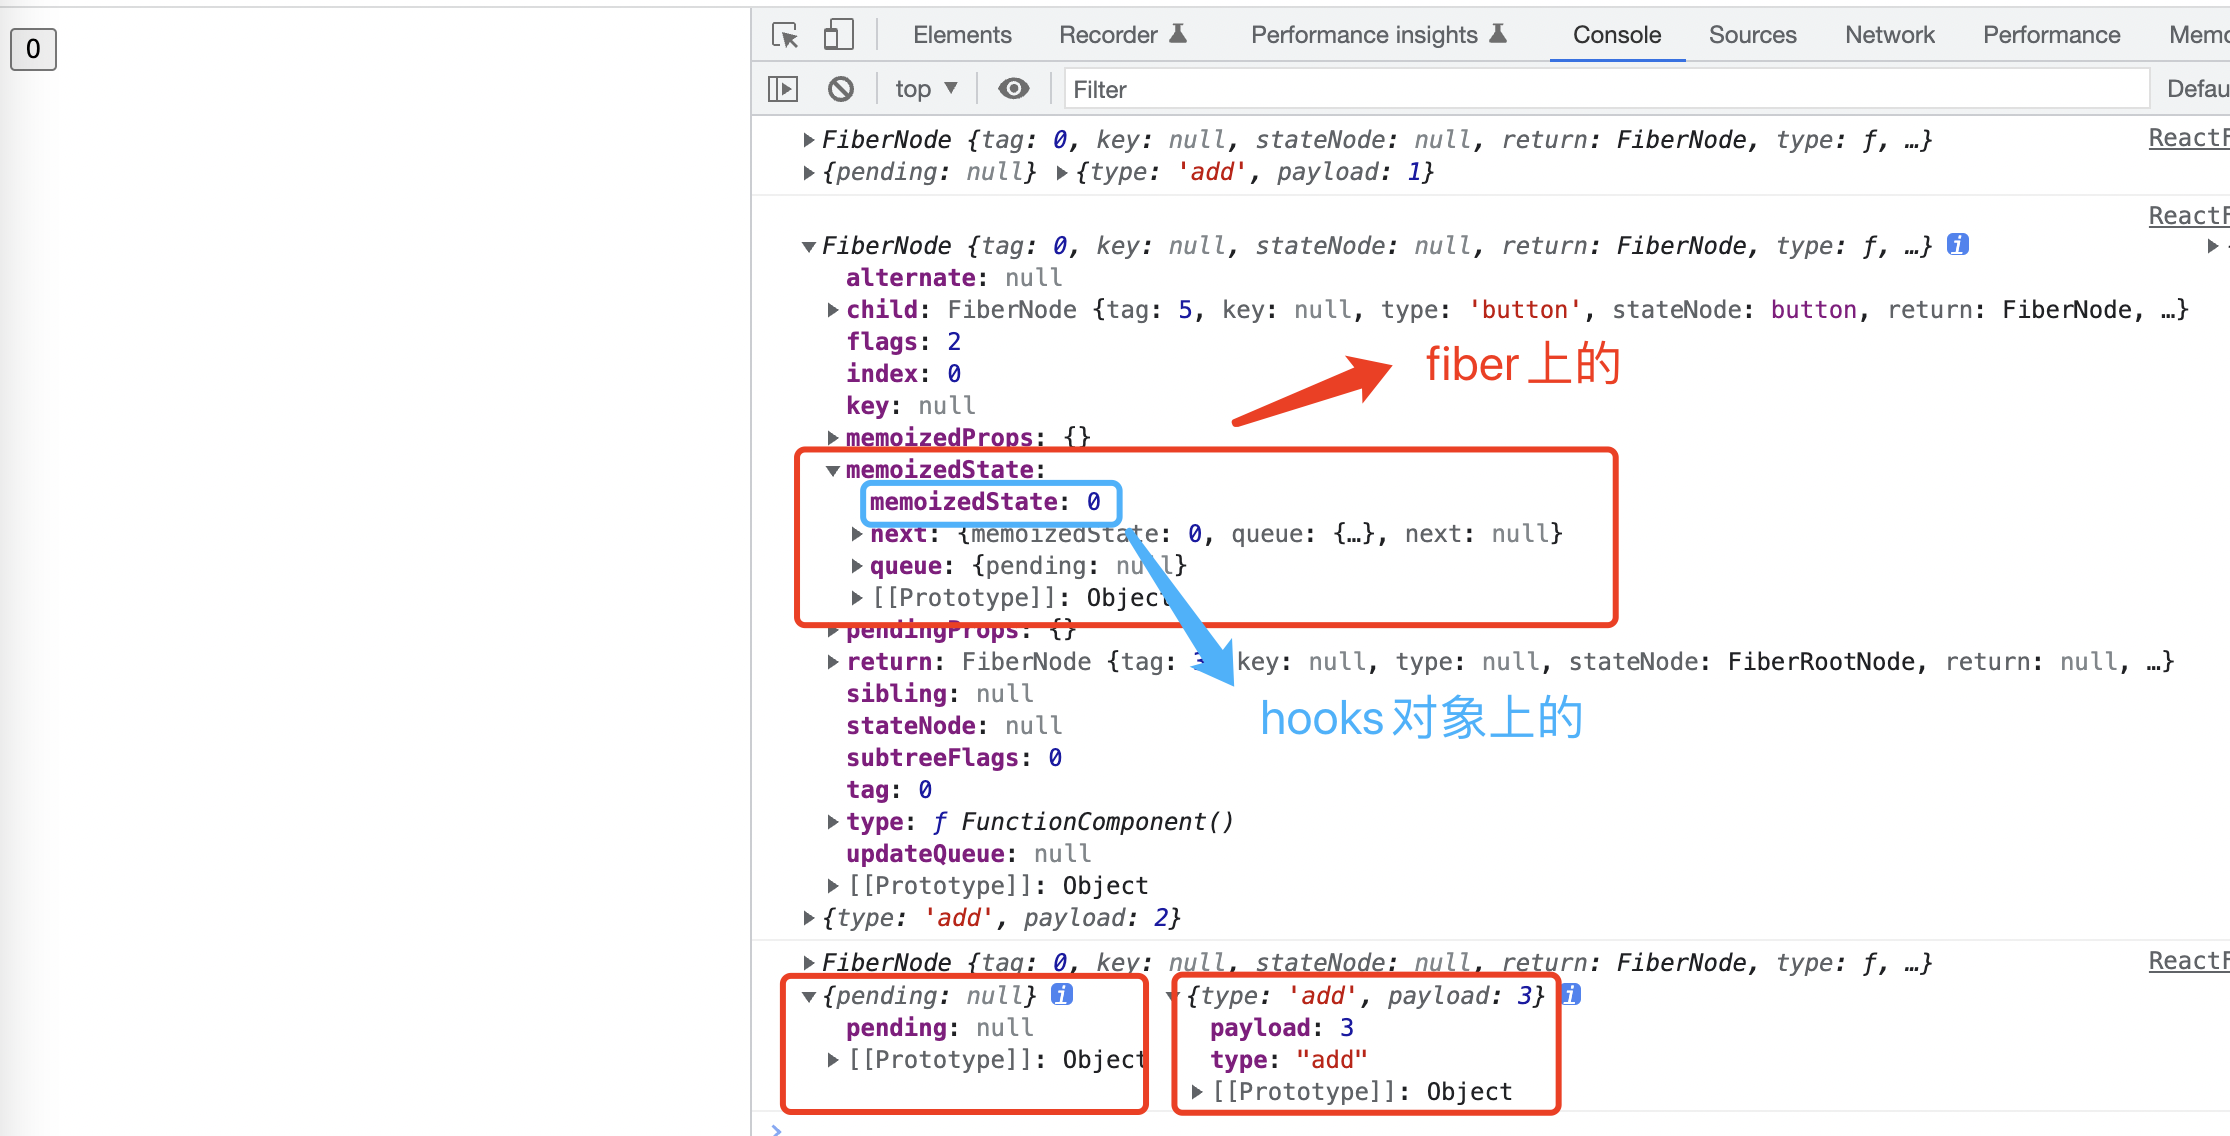 0
Elements Recorder Performance insights Console Sources Network Performance Memo
top Filter Defau
FiberNode {tag: 0, key: null, stateNode: null, return: FiberNode, type: ƒ, …} ReactF
{pending: null} {type: 'add', payload: 1}
ReactF
FiberNode {tag: 0, key: null, stateNode: null, return: FiberNode, type: ƒ, …} i
alternate: null
child: FiberNode {tag: 5, key: null, type: 'button', stateNode: button, return: FiberNode, …}
flags: 2
fiber 上的
index: 0
key: null
memoizedProps: {}
memoizedState:
memoizedState: 0
next: {memoizedState: 0, queue: {…}, next: null}
queue: {pending: null}
[[Prototype]]: Object
pendingProps: {}
return: FiberNode {tag: 3, key: null, type: null, stateNode: FiberRootNode, return: null, …}
sibling: null
hooks 对象上的
stateNode: null
subtreeFlags: 0
tag: 0
type: ƒ FunctionComponent()
updateQueue: null
[[Prototype]]: Object
{type: 'add', payload: 2}
FiberNode {tag: 0, key: null, stateNode: null, return: FiberNode, type: ƒ, …} ReactF
{pending: null} i {type: 'add', payload: 3} i
pending: null payload: 3
[[Prototype]]: Object type: "add"
[[Prototype]]: Object